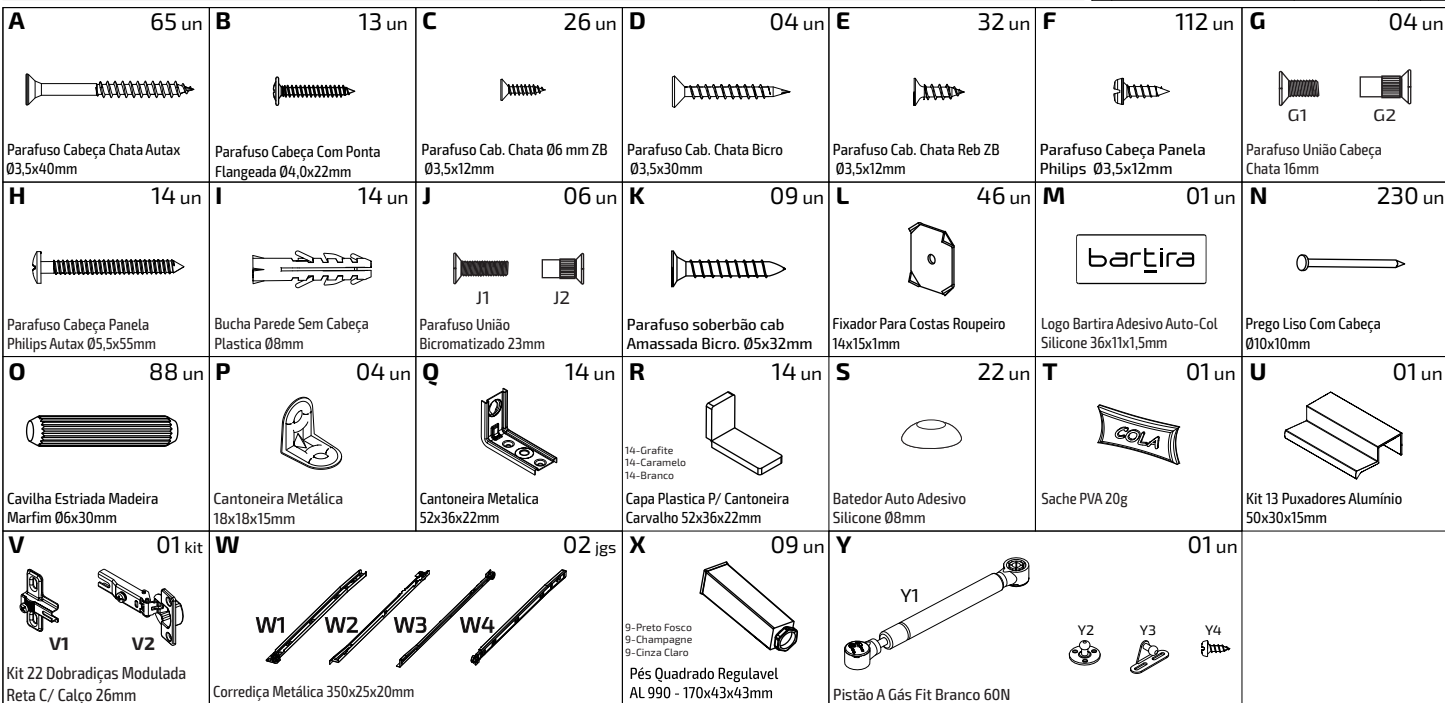 A 65 un
Parafuso Cabeça Chata Autax
Ø3,5x40mm
B 13 un
Parafuso Cabeça Com Ponta
Flangeada Ø4,0x22mm
C 26 un
Parafuso Cab. Chata Ø6 mm ZB
Ø3,5x12mm
D 04 un
Parafuso Cab. Chata Bicro
Ø3,5x30mm
E 32 un
Parafuso Cab. Chata Reb ZB
Ø3,5x12mm
F 112 un
Parafuso Cabeça Panela
Philips Ø3,5x12mm
G 04 un
G1 G2
Parafuso União Cabeça
Chata 16mm
H 14 un
Parafuso Cabeça Panela
Philips Autax Ø5,5x55mm
I 14 un
Bucha Parede Sem Cabeça
Plastica Ø8mm
J 06 un
J1 J2
Parafuso União
Bicromatizado 23mm
K 09 un
Parafuso soberbão cab
Amassada Bicro. Ø5x32mm
L 46 un
Fixador Para Costas Roupeiro
14x15x1mm
M 01 un
bartira
Logo Bartira Adesivo Auto-Col
Silicone 36x11x1,5mm
N 230 un
Prego Liso Com Cabeça
Ø10x10mm
O 88 un
Cavilha Estriada Madeira
Marfim Ø6x30mm
P 04 un
Cantoneira Metálica
18x18x15mm
Q 14 un
Cantoneira Metalica
52x36x22mm
R 14 un
14-Grafite
14-Caramelo
14-Branco
Capa Plastica P/ Cantoneira
Carvalho 52x36x22mm
S 22 un
Batedor Auto Adesivo
Silicone Ø8mm
T 01 un
COLA
Sache PVA 20g
U 01 un
Kit 13 Puxadores Alumínio
50x30x15mm
V 01 kit
V1 V2
Kit 22 Dobradiças Modulada
Reta C/ Calço 26mm
W 02 jgs
W1 W2 W3 W4
Corrediça Metálica 350x25x20mm
X 09 un
9-Preto Fosco
9-Champagne
9-Cinza Claro
Pés Quadrado Regulavel
AL 990 - 170x43x43mm
Y 01 un
Y1
Y2 Y3 Y4
Pistão A Gás Fit Branco 60N